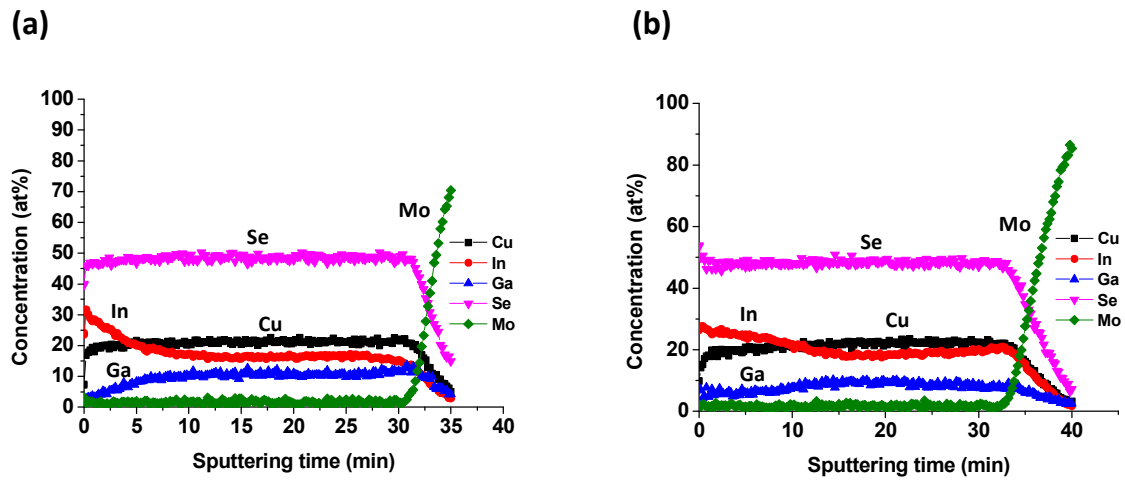 (a)
100
90
80
70
60
50
40
30
20
10
0
Concentration (at%)
Se
In
Cu
Ga
Mo
Cu
In
Ga
Se
Mo
0 5 10 15 20 25 30 35 40
Sputtering time (min)
(b)
100
80
60
40
20
0
Concentration (at%)
Se
In
Cu
Ga
Mo
Cu
In
Ga
Se
Mo
0 10 20 30 40
Sputtering time (min)